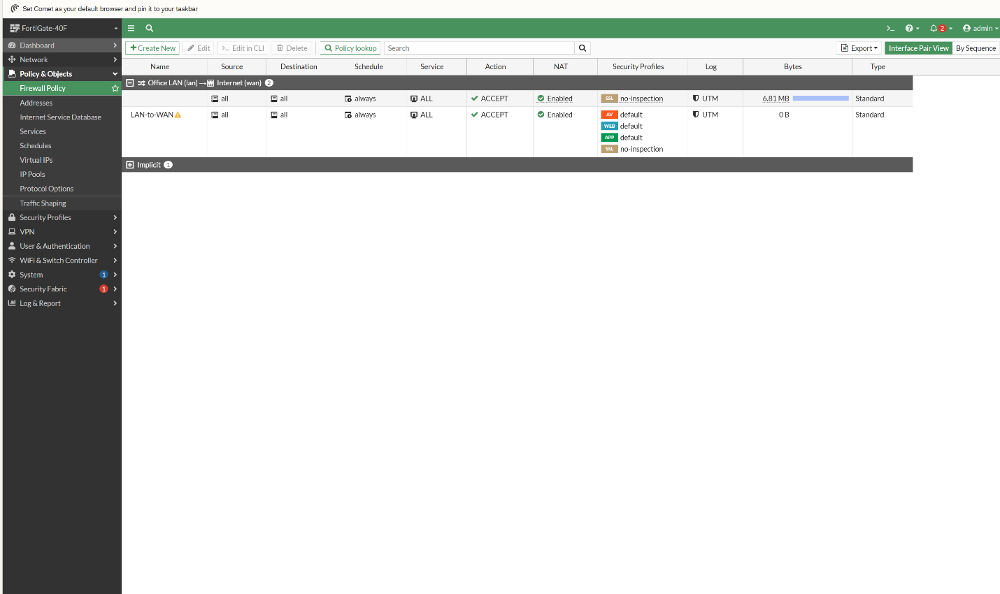 Set Comet as your default browser and pin it to your taskbar
FortiGate-40F
>_ 2 admin
Dashboard
Network
Policy & Objects
Firewall Policy
Addresses
Internet Service Database
Services
Schedules
Virtual IPs
IP Pools
Protocol Options
Traffic Shaping
Security Profiles
VPN
User & Authentication
WiFi & Switch Controller
System 1
Security Fabric 1
Log & Report
+Create New Edit >_ Edit in CLI Delete Policy lookup Search Export Interface Pair View By Sequence
Name Source Destination Schedule Service Action NAT Security Profiles Log Bytes Type
Office LAN (lan) → Internet (wan) 2
all all always ALL ACCEPT Enabled SSL no-inspection UTM 6.81 MB Standard
LAN-to-WAN all all always ALL ACCEPT Enabled AV default UTM 0 B Standard
WEB default
APP default
SSL no-inspection
Implicit 1